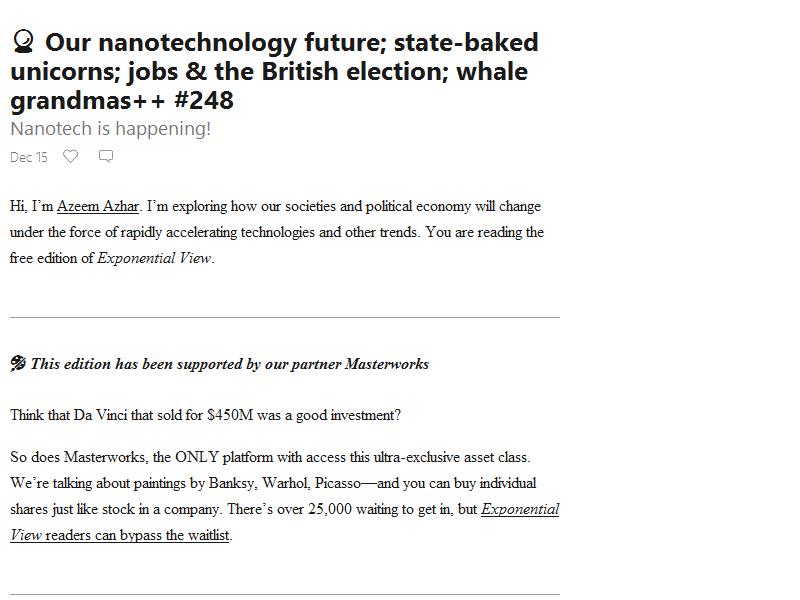 🔮 Our nanotechnology future; state-baked
unicorns; jobs & the British election; whale
grandmas++ #248
Nanotech is happening!
Dec 15
Hi, I’m Azeem Azhar. I’m exploring how our societies and political economy will change
under the force of rapidly accelerating technologies and other trends. You are reading the
free edition of Exponential View.
🎨 This edition has been supported by our partner Masterworks
Think that Da Vinci that sold for $450M was a good investment?
So does Masterworks, the ONLY platform with access this ultra-exclusive asset class.
We’re talking about paintings by Banksy, Warhol, Picasso—and you can buy individual
shares just like stock in a company. There’s over 25,000 waiting to get in, but Exponential
View readers can bypass the waitlist.